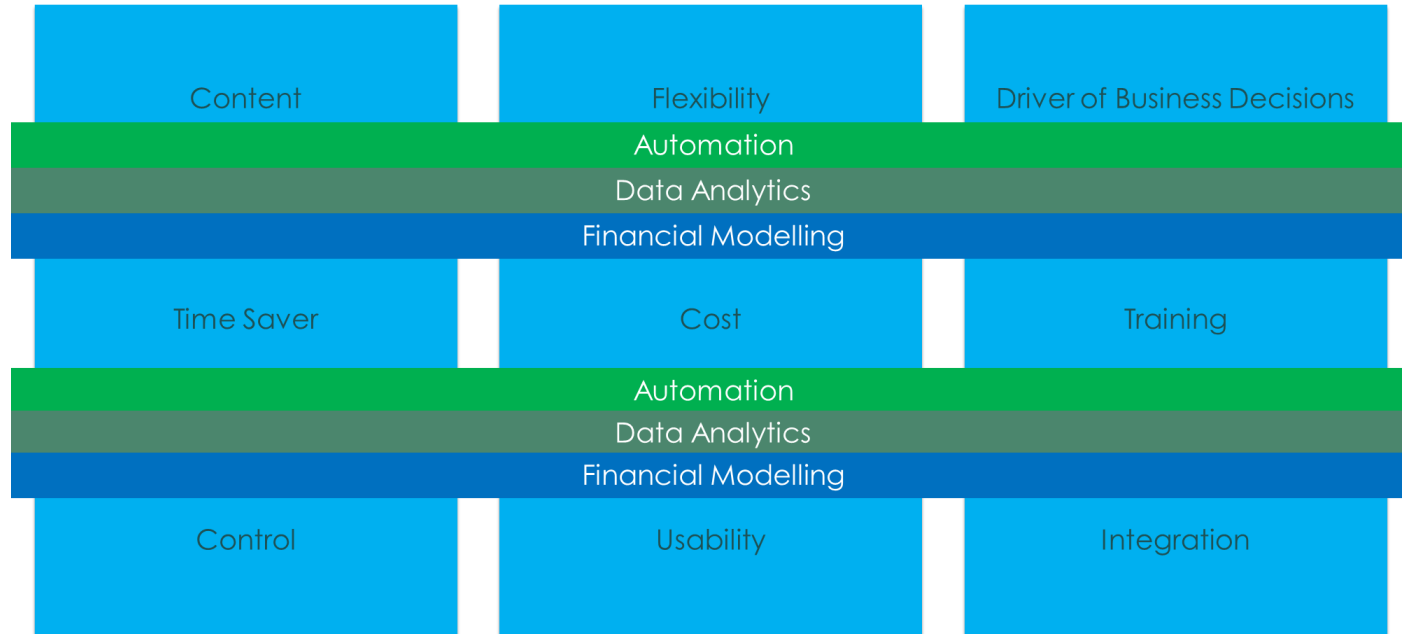 Content
Flexibility
Driver of Business Decisions
Automation
Data Analytics
Financial Modelling
Time Saver
Cost
Training
Automation
Data Analytics
Financial Modelling
Control
Usability
Integration